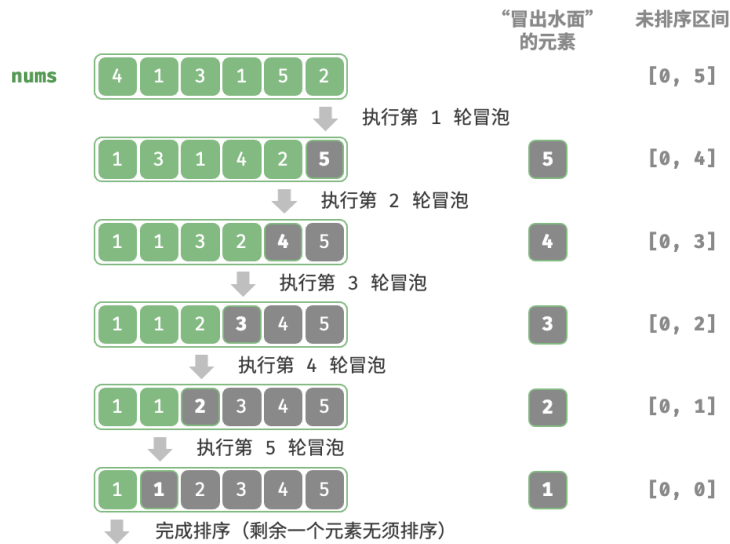 “冒出水面” 未排序区间
的元素
nums 4 1 3 1 5 2 [0, 5]
执行第 1 轮冒泡
1 3 1 4 2 5 5 [0, 4]
执行第 2 轮冒泡
1 1 3 2 4 5 4 [0, 3]
执行第 3 轮冒泡
1 1 2 3 4 5 3 [0, 2]
执行第 4 轮冒泡
1 1 2 3 4 5 2 [0, 1]
执行第 5 轮冒泡
1 1 2 3 4 5 1 [0, 0]
完成排序（剩余一个元素无须排序）